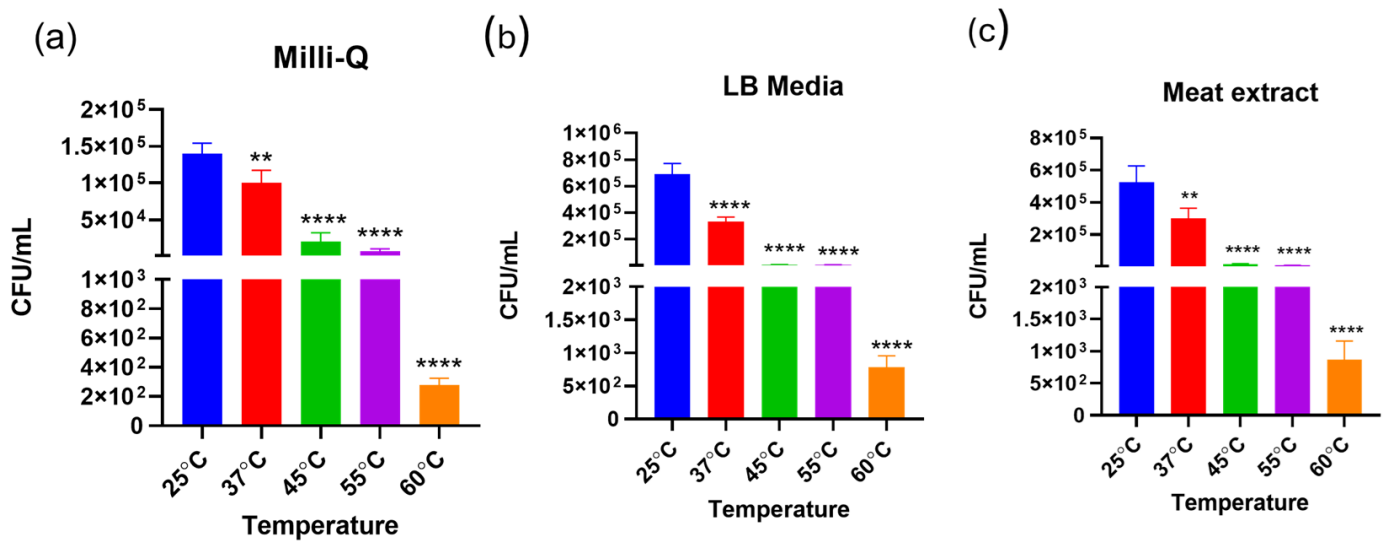 (a)
Milli-Q
CFU/mL
2×10⁵
1.5×10⁵
1×10⁵
5×10⁴
1×10³
8×10²
6×10²
4×10²
2×10²
0
**
****
****
****
25°C
37°C
45°C
55°C
60°C
Temperature
(b)
LB Media
CFU/mL
1×10⁶
8×10⁵
6×10⁵
4×10⁵
2×10⁵
2×10³
1.5×10³
1×10³
5×10²
0
****
****
****
****
25°C
37°C
45°C
55°C
60°C
Temperature
(c)
Meat extract
CFU/mL
8×10⁵
6×10⁵
4×10⁵
2×10⁵
2×10³
1.5×10³
1×10³
5×10²
0
**
****
****
****
25°C
37°C
45°C
55°C
60°C
Temperature